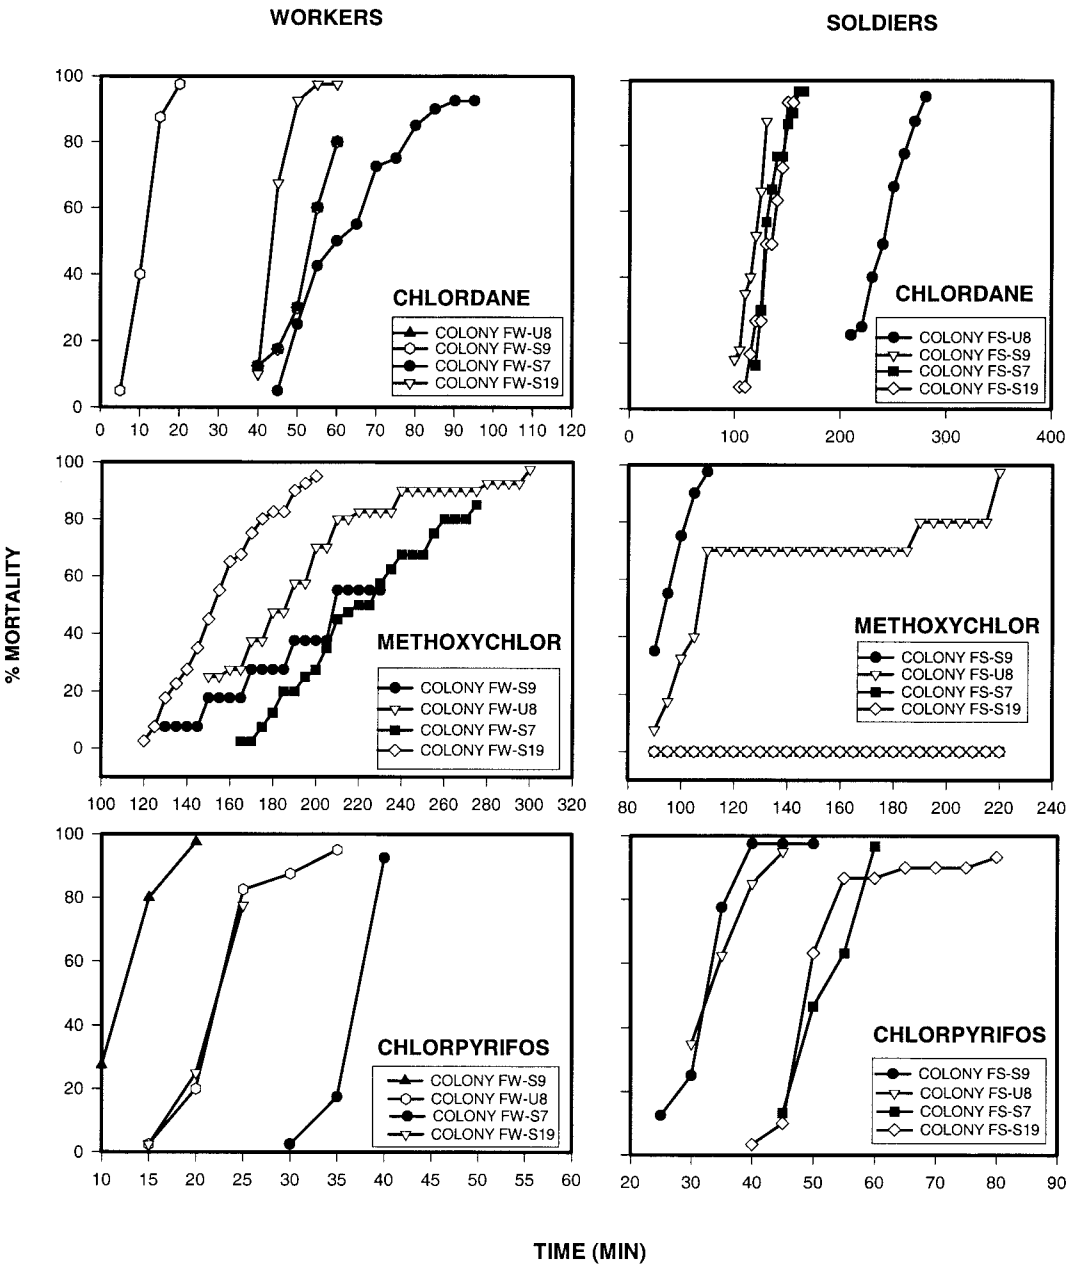 WORKERS
SOLDIERS
% MORTALITY
100
80
60
40
20
0
0 10 20 30 40 50 60 70 80 90 100 110 120
CHLORDANE
COLONY FW-U8
COLONY FW-S9
COLONY FW-S7
COLONY FW-S19
0 100 200 300 400
CHLORDANE
COLONY FS-U8
COLONY FS-S9
COLONY FS-S7
COLONY FS-S19
100
80
60
40
20
0
100 120 140 160 180 200 220 240 260 280 300 320
METHOXYCHLOR
COLONY FW-S9
COLONY FW-U8
COLONY FW-S7
COLONY FW-S19
80 100 120 140 160 180 200 220 240
METHOXYCHLOR
COLONY FS-S9
COLONY FS-U8
COLONY FS-S7
COLONY FS-S19
100
80
60
40
20
0
10 15 20 25 30 35 40 45 50 55 60
CHLORPYRIFOS
COLONY FW-S9
COLONY FW-U8
COLONY FW-S7
COLONY FW-S19
20 30 40 50 60 70 80 90
CHLORPYRIFOS
COLONY FS-S9
COLONY FS-U8
COLONY FS-S7
COLONY FS-S19
TIME (MIN)